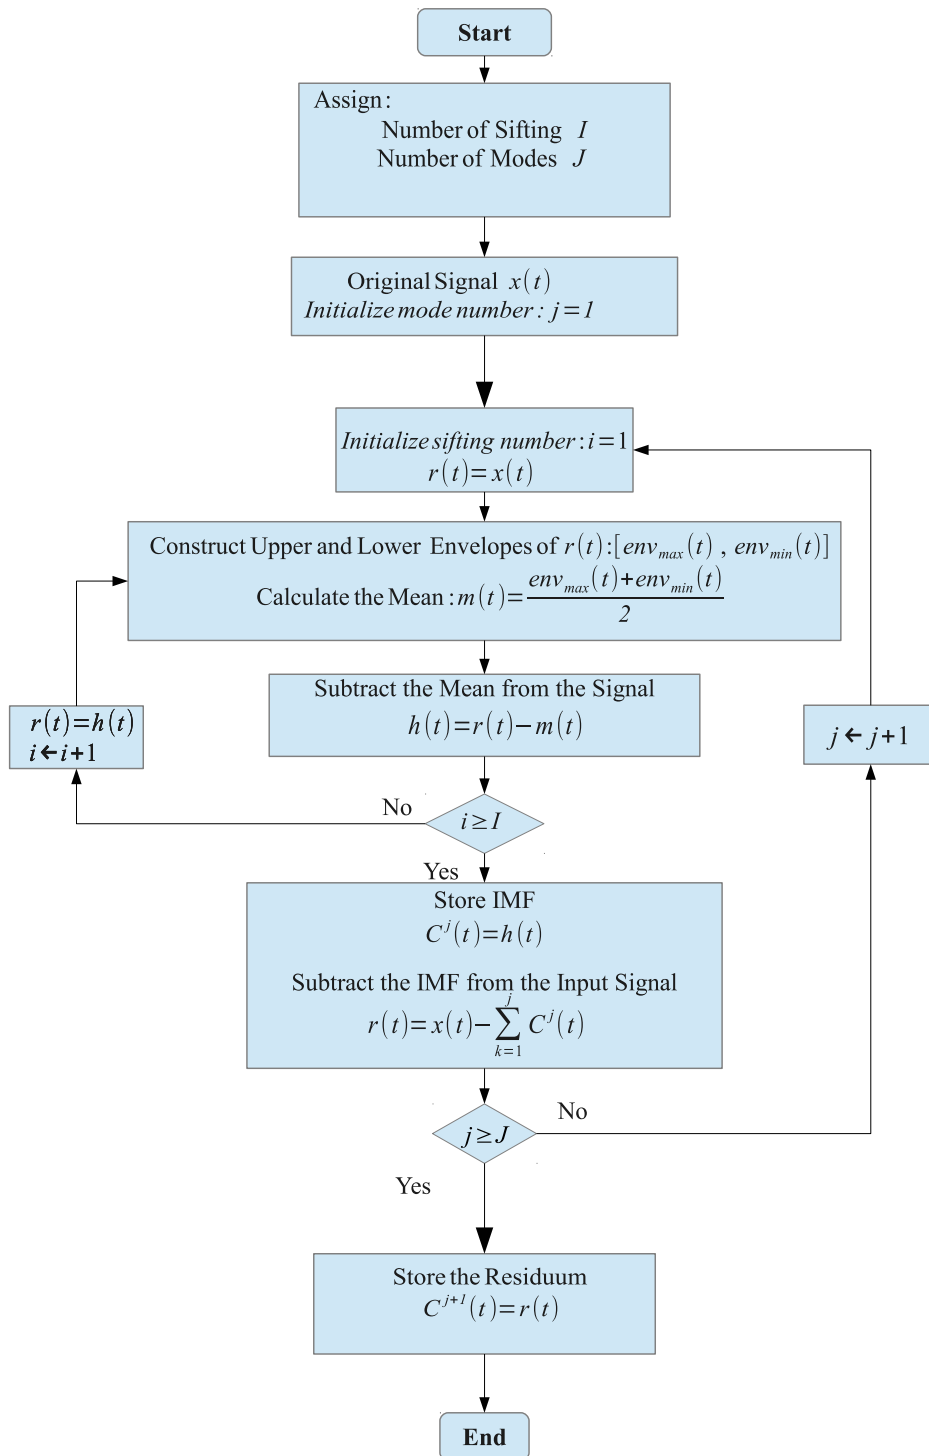 Start
Assign:
Number of Sifting I
Number of Modes J
Original Signal x(t)
Initialize mode number: j=1
Initialize sifting number: i=1
r(t)=x(t)
Construct Upper and Lower Envelopes of r(t):[env_max(t), env_min(t)]
Calculate the Mean: m(t)=(env_max(t)+env_min(t))/2
Subtract the Mean from the Signal
h(t)=r(t)−m(t)
r(t)=h(t)
i←i+1
j←j+1
No
i≥I
Yes
Store IMF
C^j(t)=h(t)
Subtract the IMF from the Input Signal
r(t)=x(t)−∑_{k=1}^{j} C^j(t)
No
j≥J
Yes
Store the Residuum
C^{j+1}(t)=r(t)
End